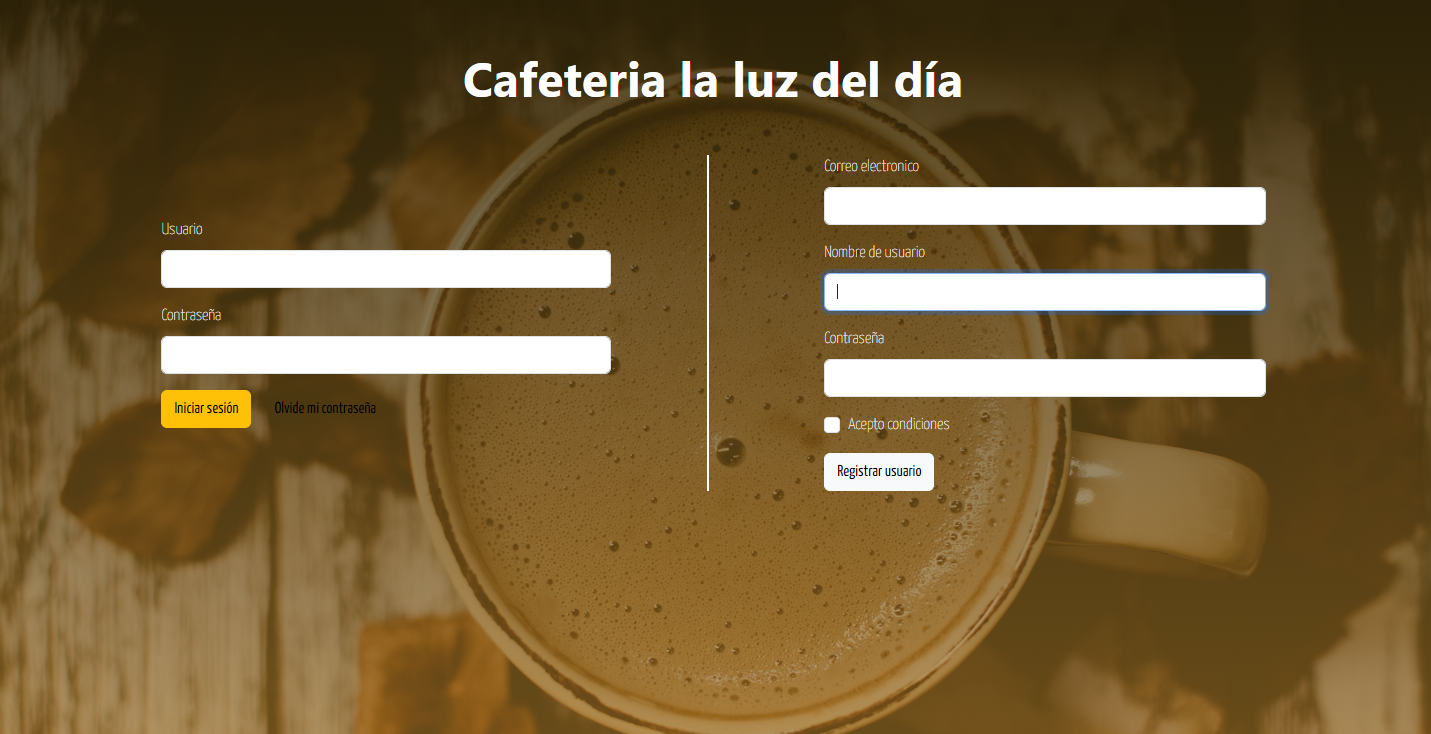 Cafeteria la luz del día
Usuario
Contraseña
Iniciar sesión
Olvide mi contraseña
Correo electronico
Nombre de usuario
Contraseña
Acepto condiciones
Registrar usuario